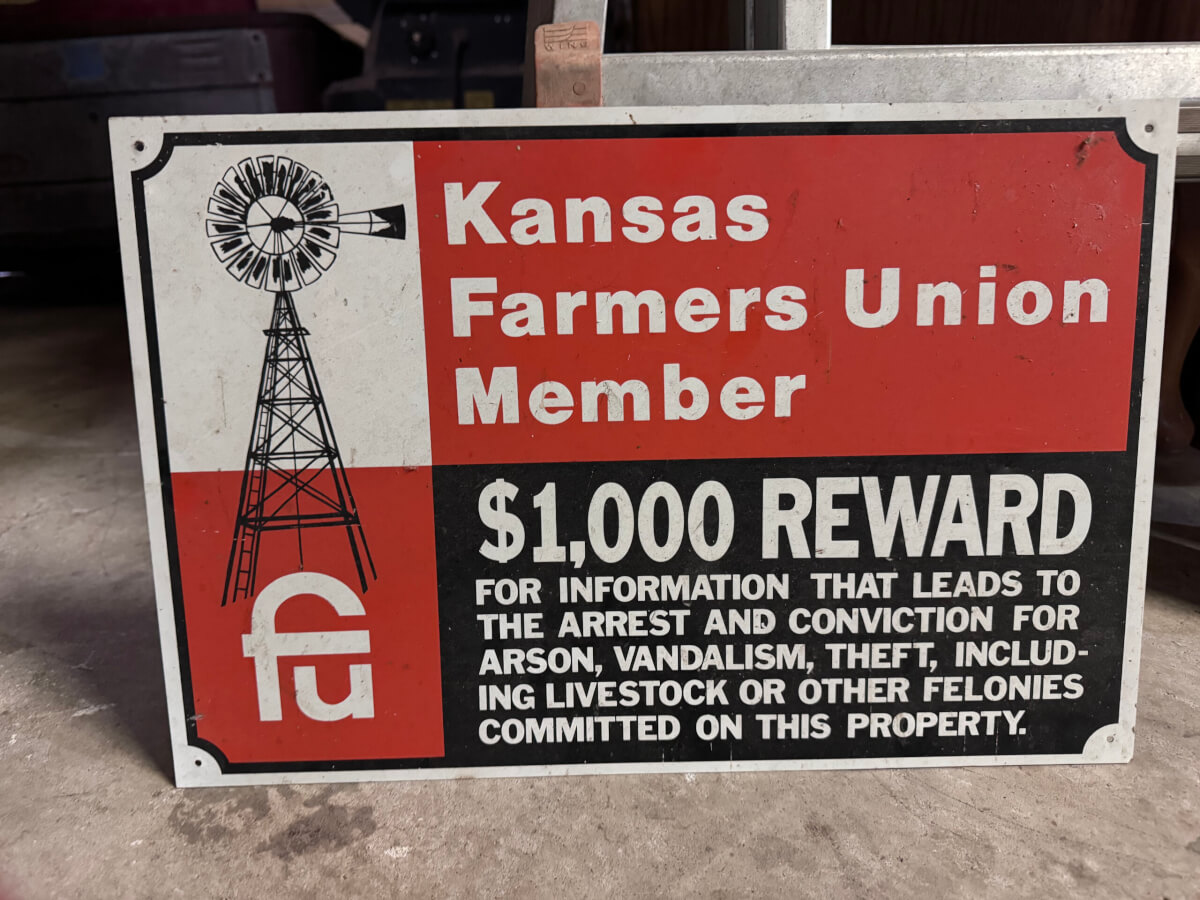 Kansas
Farmers Union
Member
$1,000 REWARD
FOR INFORMATION THAT LEADS TO
THE ARREST AND CONVICTION FOR
ARSON, VANDALISM, THEFT, INCLUD-
ING LIVESTOCK OR OTHER FELONIES
COMMITTED ON THIS PROPERTY.
fu